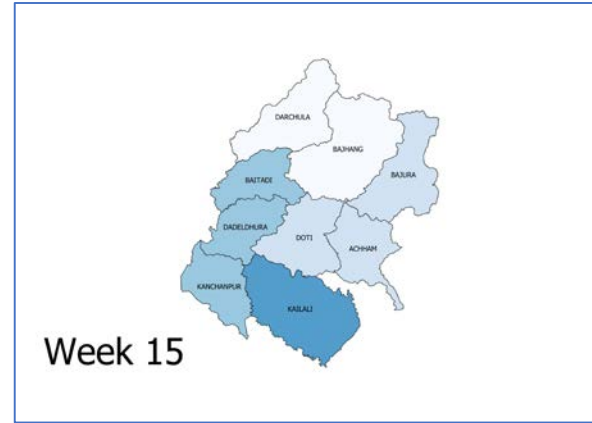 DARCHULA
BAJHANG
BAJURA
BAITADI
DADELDHURA
DOTI
ACHHAM
KANCHANPUR
KAILALI
Week 15